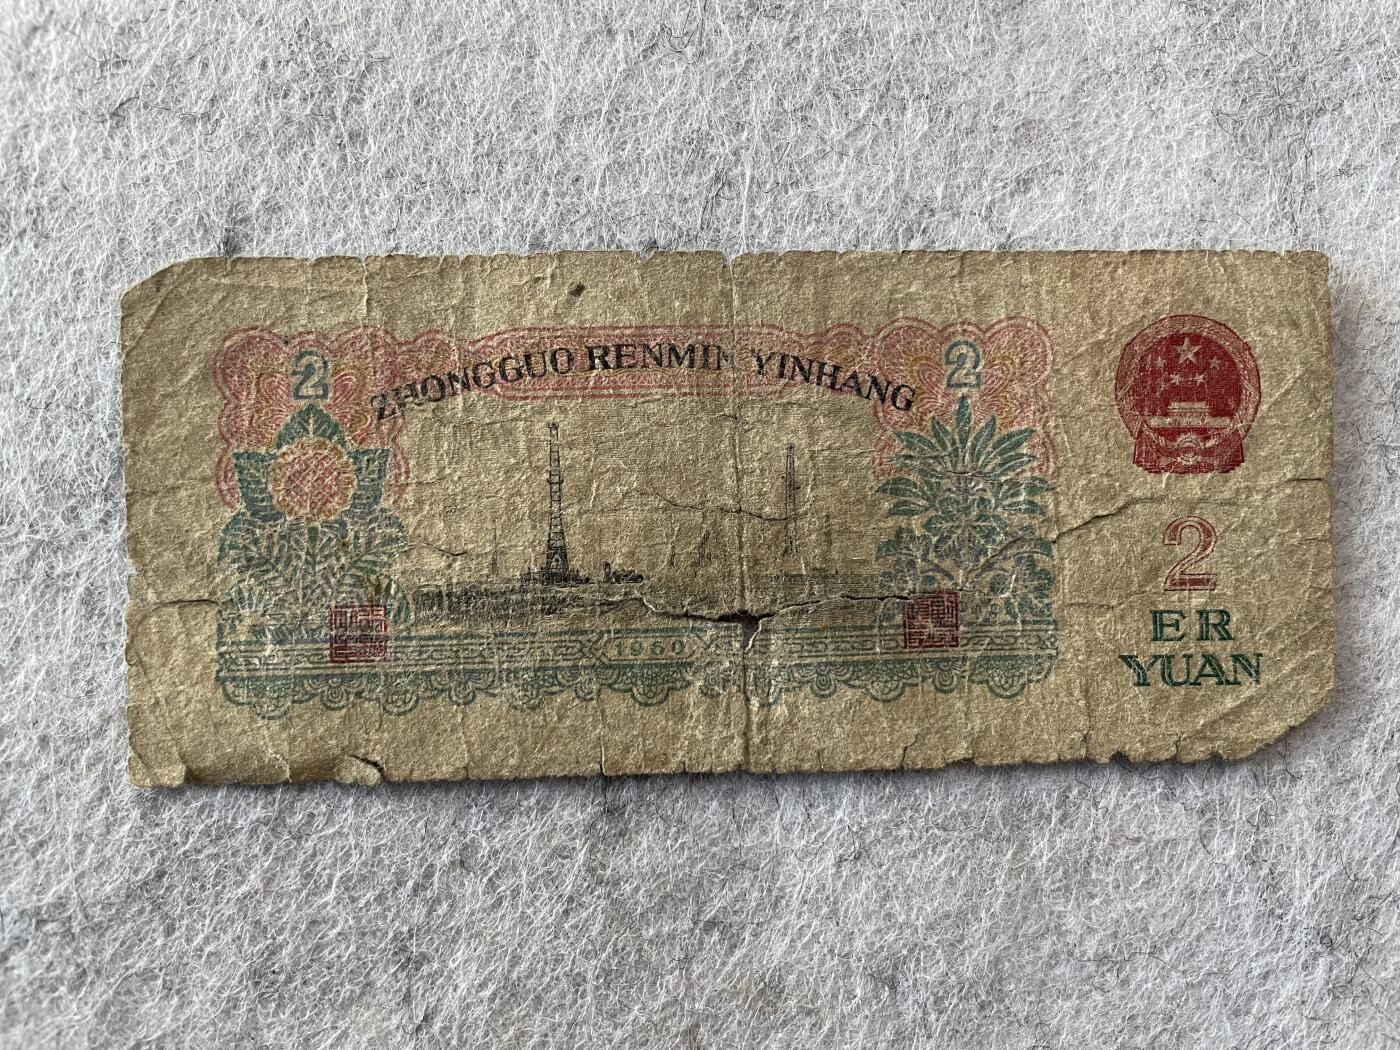 ZHONGGUO RENMIN YINHANG
2
2
2
ER
YUAN
1960